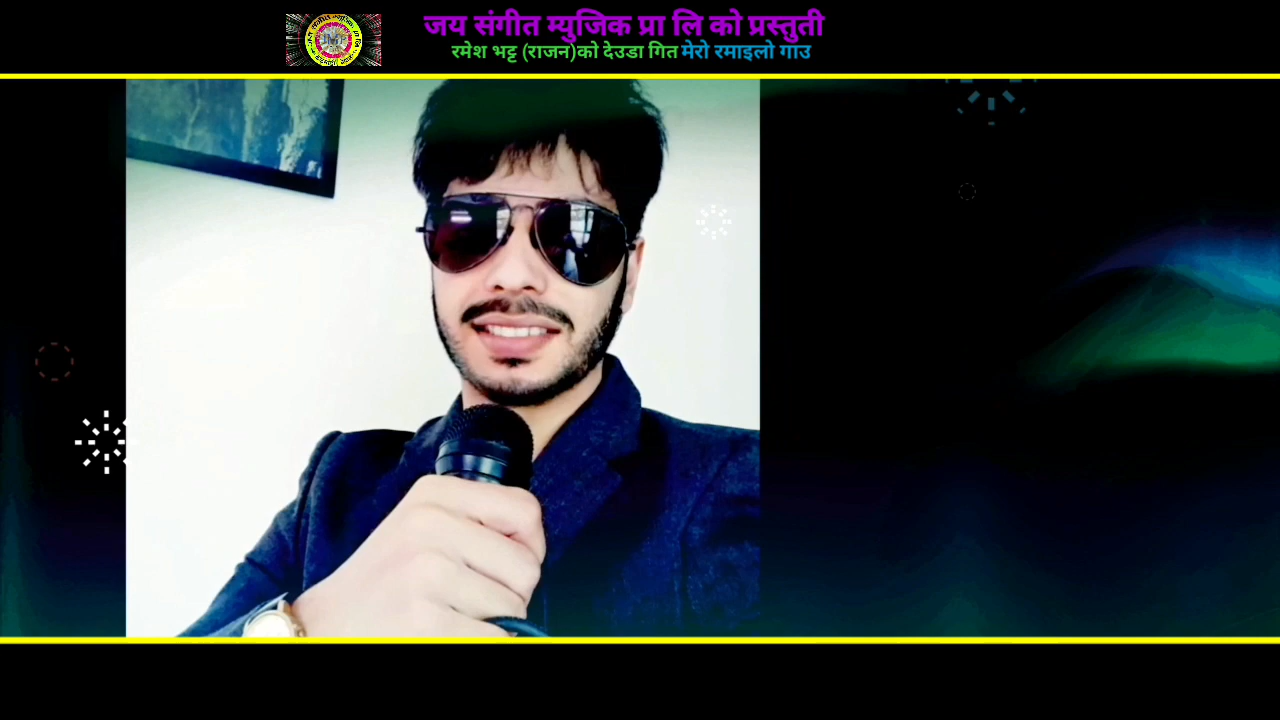 जय संगीत म्युजिक प्रा लि को प्रस्तुती
रमेश भट्ट (राजन)को देउडा गित मेरो रमाइलो गाउ